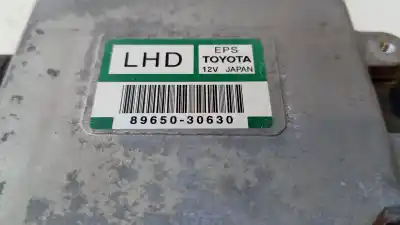 LHD
EPS
TOYOTA
12V JAPAN
89650-30630